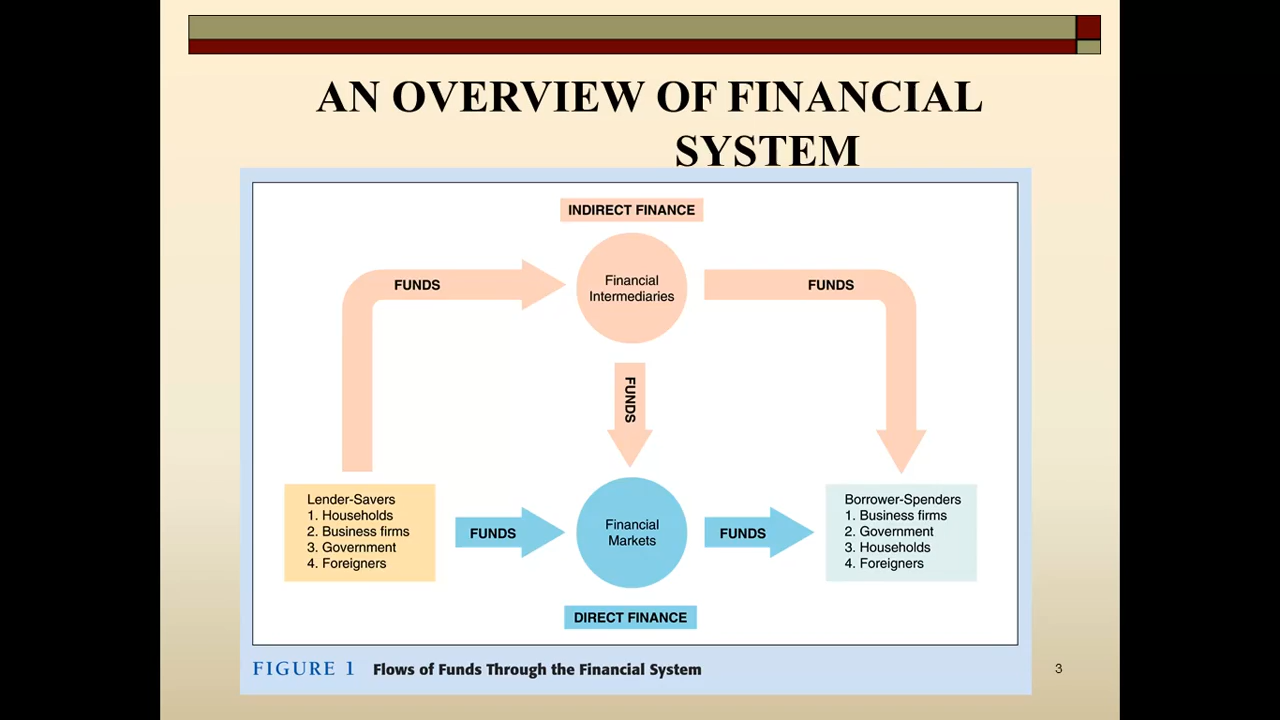 AN OVERVIEW OF FINANCIAL
SYSTEM
INDIRECT FINANCE
FUNDS
Financial
Intermediaries
FUNDS
FUNDS
Lender-Savers
1. Households
2. Business firms
3. Government
4. Foreigners
FUNDS
Financial
Markets
FUNDS
Borrower-Spenders
1. Business firms
2. Government
3. Households
4. Foreigners
DIRECT FINANCE
FIGURE 1 Flows of Funds Through the Financial System
3